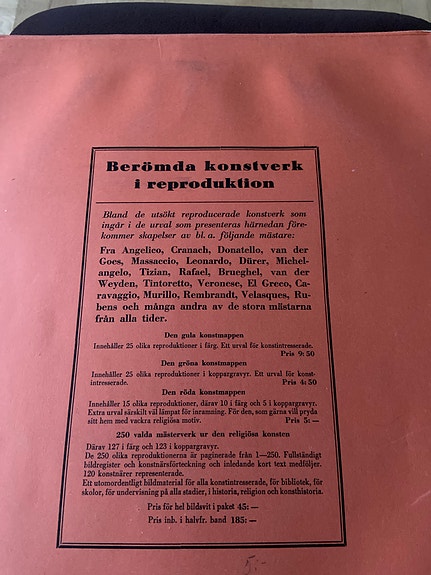 Berömda konstverk
i reproduktion
Bland de utsökt reproducerade konstverk som
ingår i de urval som presenteras härnedan före-
kommer skapelser av bl. a. följande mästare:
Fra Angelico, Cranach, Donatello, van der
Goes, Massaccio, Leonardo, Dürer, Michel-
angelo, Tizian, Rafael, Brueghel, van der
Weyden, Tintoretto, Veronese, El Greco, Ca-
ravaggio, Murillo, Rembrandt, Velasques, Ru-
bens och många andra av de stora mästarna
från alla tider.
Den gula konstmappen
Innehåller 25 olika reproduktioner i färg. Ett urval för konstintresserade.
Pris 9:50
Den gröna konstmappen
Innehåller 25 olika reproduktioner i koppargravyr. Ett urval för konst-
intresserade. Pris 4:50
Den röda konstmappen
Innehåller 15 olika reproduktioner, därav 10 i färg och 5 i koppargravyr.
Extra urval särskilt väl lämpat för inramning. För den, som gärna vill pryda
sitt hem med vackra religiösa motiv. Pris 5:—
250 valda mästerverk ur den religiösa konsten
Därav 127 i färg och 123 i koppargravyr.
De 250 olika reproduktionerna är paginerade från 1—250. Fullständigt
bildregister och konstnärsförteckning och inledande kort text medföljer.
120 konstnärer representerade.
Ett utomordentligt bildmaterial för alla konstintresserade, för bibliotek, för
skolor, för undervisning på alla stadier, i historia, religion och konsthistoria.
Pris för hel bildsvit i paket 45:—
Pris inb. i halvfr. band 185:—
5:-